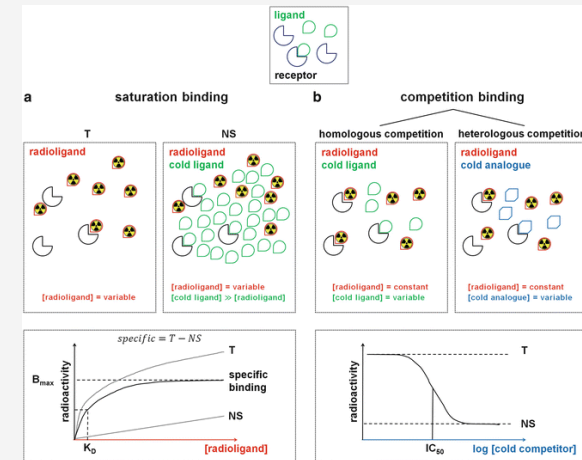 ligand
receptor
a saturation binding
T NS
radioligand
[radioligand] = variable
radioligand
cold ligand
[radioligand] = variable
[cold ligand] ≫ [radioligand]
b competition binding
homologous competition heterologous competition
radioligand
cold ligand
[radioligand] = constant
[cold ligand] = variable
radioligand
cold analogue
[radioligand] = constant
[cold analogue] = variable
specific = T − NS
T
Bmax
specific
binding
NS
radioactivity
KD
[radioligand]
T
radioactivity
NS
IC50
log [cold competitor]